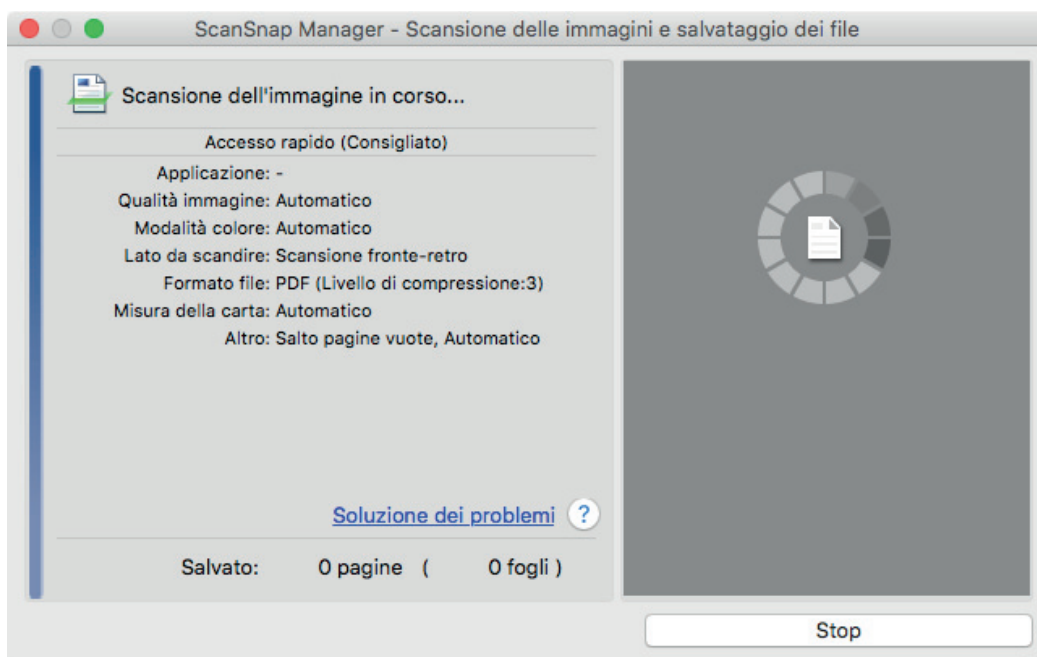 ScanSnap Manager - Scansione delle immagini e salvataggio dei file
Scansione dell'immagine in corso...
Accesso rapido (Consigliato)
Applicazione: -
Qualità immagine: Automatico
Modalità colore: Automatico
Lato da scandire: Scansione fronte-retro
Formato file: PDF (Livello di compressione:3)
Misura della carta: Automatico
Altro: Salto pagine vuote, Automatico
Soluzione dei problemi ?
Salvato: 0 pagine ( 0 fogli )
Stop